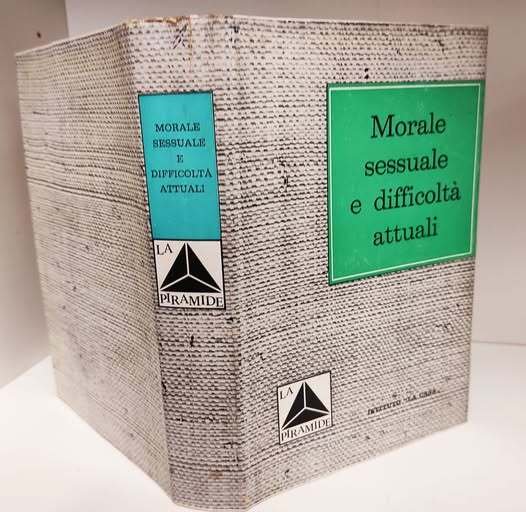 MORALE
SESSUALE
E
DIFFICOLTÀ
ATTUALI
LA
PIRAMIDE
Morale
sessuale
e difficoltà
attuali
LA
PIRAMIDE
ISTITUTO "LA CASA"